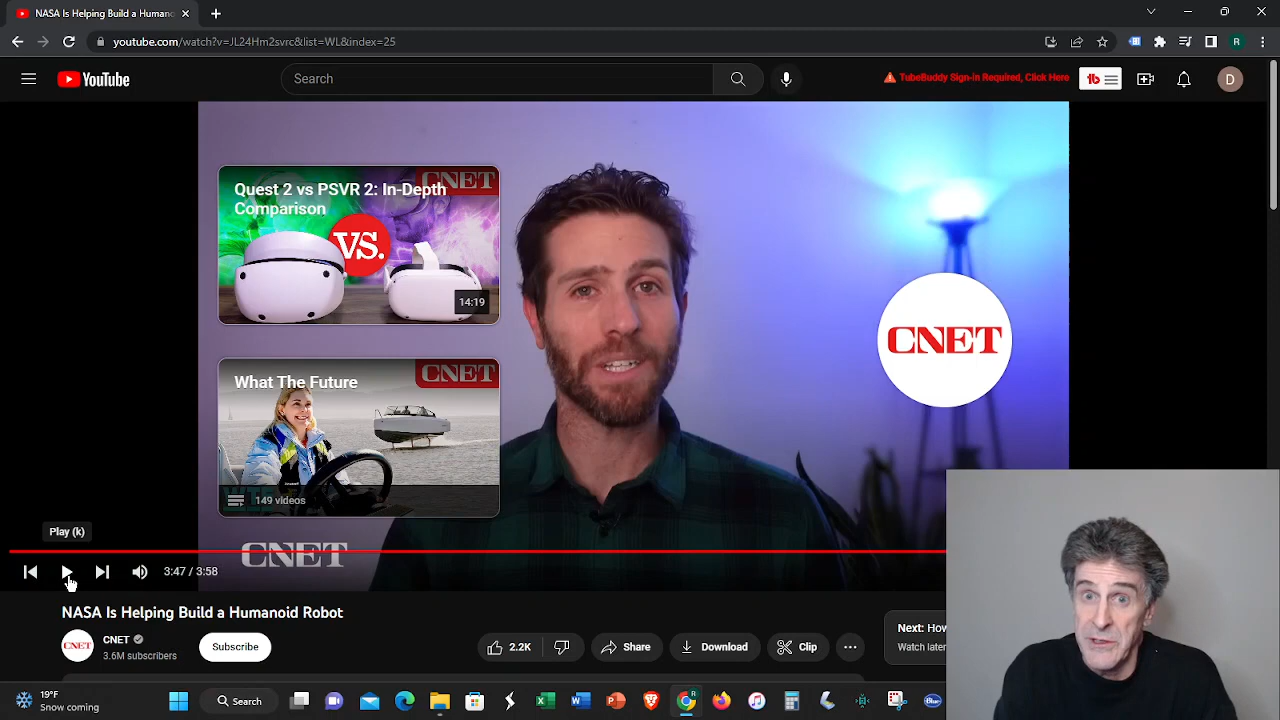 NASA Is Helping Build a Humanoi
youtube.com/watch?v=JL24Hm2svrc&list=WL&index=25
R
YouTube
Search
TubeBuddy Sign-in Required, Click Here
tb
D
Quest 2 vs PSVR 2: In-Depth
Comparison
CNET
VS.
14:19
What The Future
CNET
149 videos
CNET
CNET
Play (k)
3:47 / 3:58
NASA Is Helping Build a Humanoid Robot
CNET
CNET
3.6M subscribers
Subscribe
2.2K
Share
Download
Clip
Next: How
Watch later
19°F
Snow coming
Search